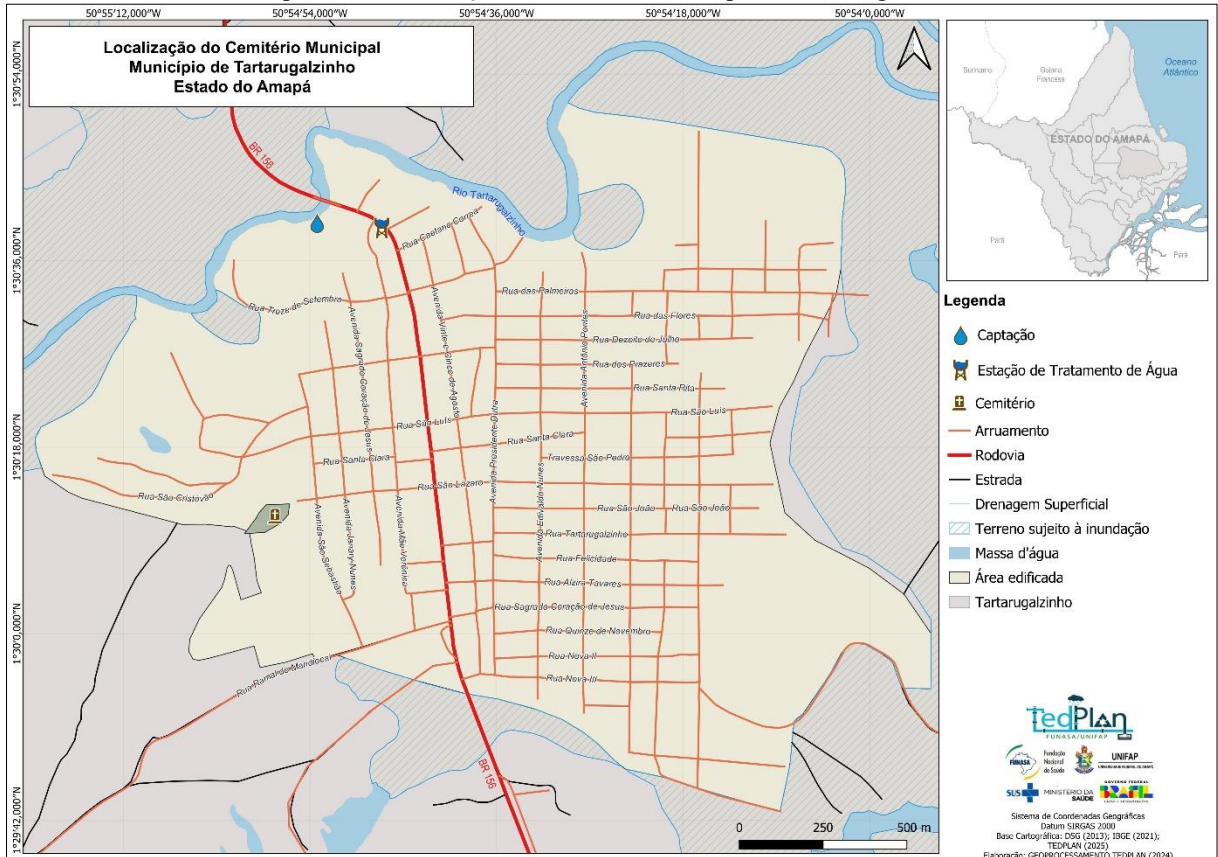 50°55'12,000"W
50°54'54,000"W
50°54'36,000"W
50°54'18,000"W
50°54'0,000"W
Localização do Cemitério Municipal
Município de Tartarugalzinho
Estado do Amapá
1°30'54,000"N
1°30'18,000"N
1°30'0,000"N
1°29'42,000"N
BR 156
Rio Tartarugalzinho
Rua Caetano Correa
Rua Treze de Setembro
Avenida Sagrado Coração de Jesus
Avenida Vinte e Cinco de Agosto
Rua das Palmeiros
Rua das Flores
Avenida Antônio Pontes
Rua Dezoito de Julho
Rua dos Prazeres
Rua Santa Rita
Rua São Luís
Rua São Luís
Avenida Presidente Dutra
Rua Santa Clara
Rua Santa Clara
Travessa São Pedro
Rua São Cristovão
Rua São Lázaro
Avenida Edivaldo Nunes
Rua São João
Rua São João
Avenida São Sebastião
Avenida Janary Nunes
Avenida Mãe Verônica
Rua Tartarugalzinho
Rua Felicidade
Rua Alzira Tavares
Rua Sagrado Coração de Jesus
Rua Quinze de Novembro
Rua Nova II
Rua Nova III
Rua Ramal do Mandioca
BR 156
0 250 500 m
Suriname
Guiana
Francesa
Oceano
Atlântico
ESTADO DO AMAPÁ
Pará
Pará
Legenda
Captação
Estação de Tratamento de Água
Cemitério
Arruamento
Rodovia
Estrada
Drenagem Superficial
Terreno sujeito à inundação
Massa d'água
Área edificada
Tartarugalzinho
TedPlan
FUNASA/UNIFAP
FUNASA
Fundação
Nacional
de Saúde
UNIFAP
UNIVERSIDADE FEDERAL DO AMAPÁ
SUS
MINISTÉRIO DA
SAÚDE
GOVERNO FEDERAL
BRASIL
UNIÃO E RECONSTRUÇÃO
Sistema de Coordenadas Geográficas
Datum SIRGAS 2000
Base Cartográfica: DSG (2013); IBGE (2021);
TEDPLAN (2025)
Elaboração: GEOPROCESSAMENTO TEDPLAN (2024)